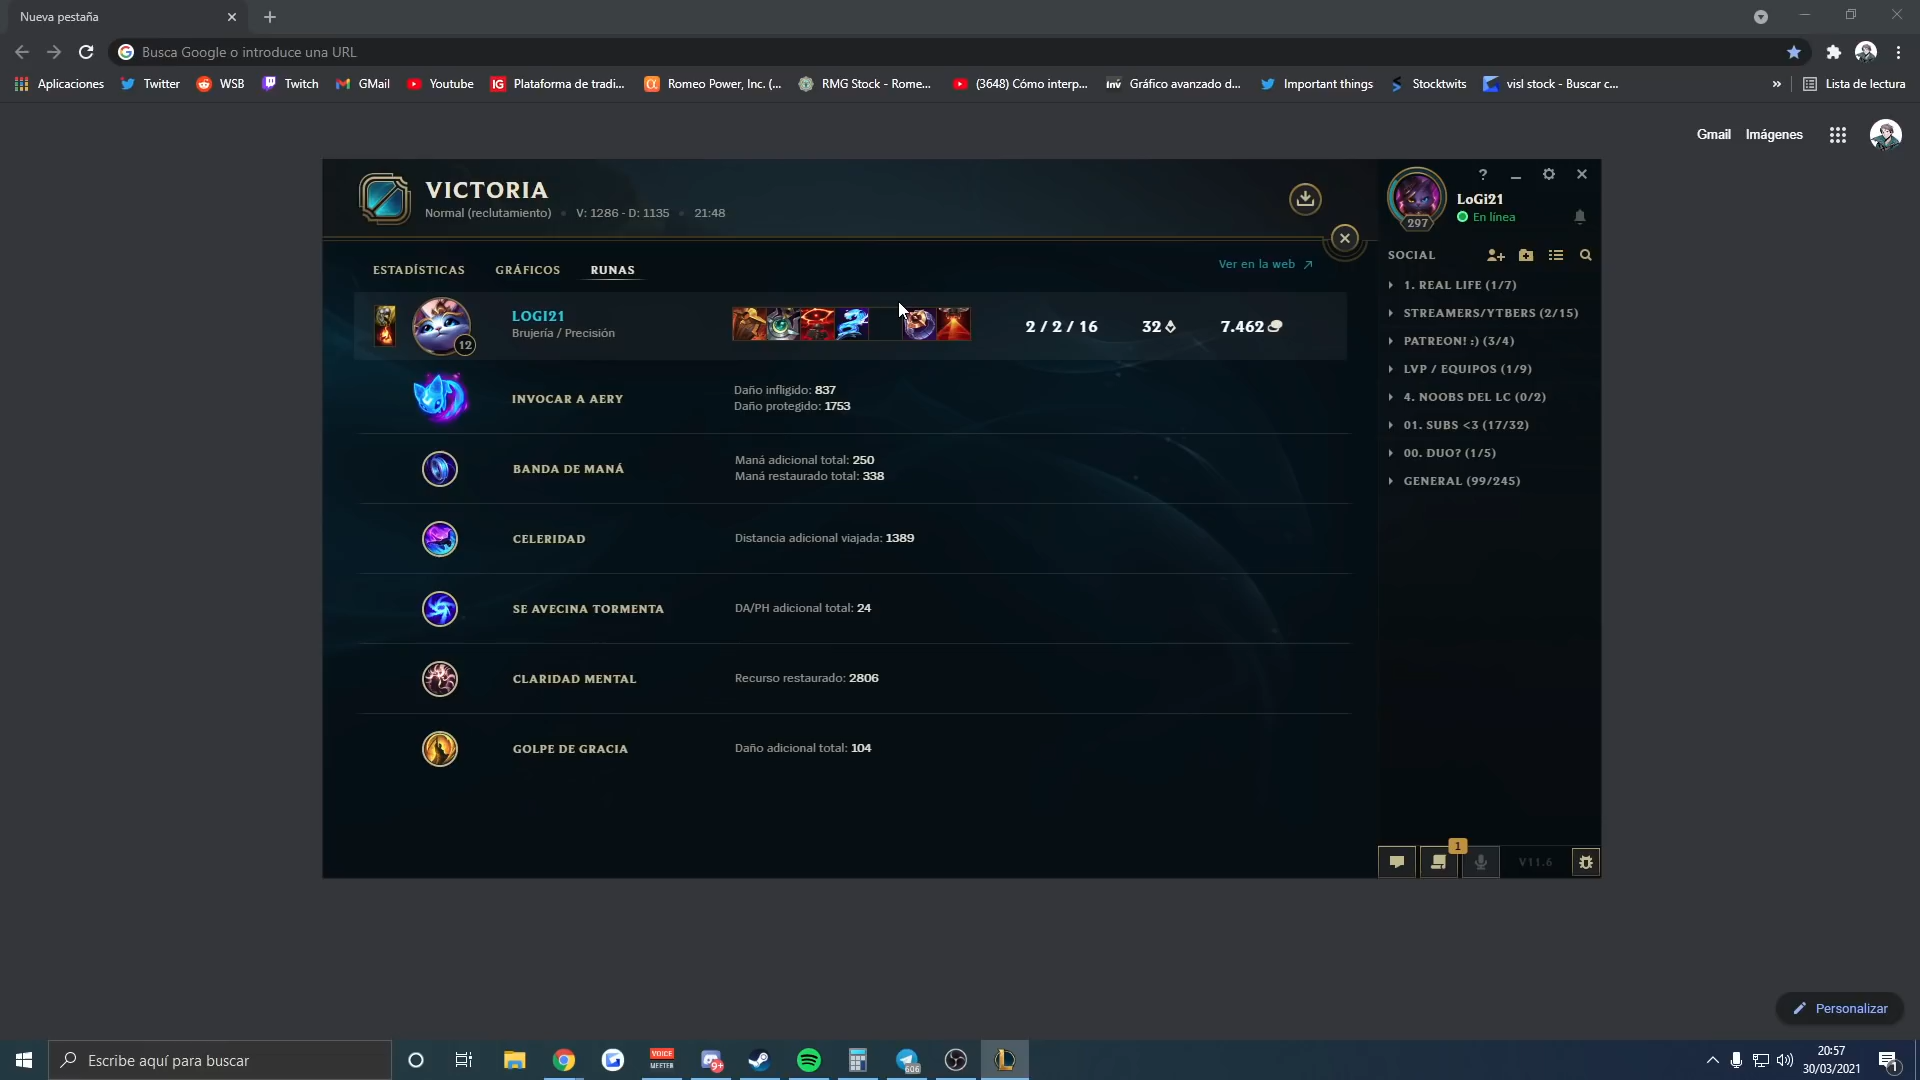 Nueva pestaña
Busca Google o introduce una URL
Aplicaciones
Twitter
WSB
Twitch
GMail
Youtube
IG
Plataforma de tradi...
Romeo Power, Inc. (...
RMG Stock - Rome...
(3648) Cómo interp...
Inv
Gráfico avanzado d...
Important things
Stocktwits
visl stock - Buscar c...
»
Lista de lectura
Gmail
Imágenes
VICTORIA
Normal (reclutamiento) • V: 1286 - D: 1135 • 21:48
?
LoGi21
297
En línea
ESTADÍSTICAS
GRÁFICOS
RUNAS
Ver en la web
LOGI21
Brujería / Precisión
12
2 / 2 / 16
32
7.462
INVOCAR A AERY
Daño infligido: 837
Daño protegido: 1753
BANDA DE MANÁ
Maná adicional total: 250
Maná restaurado total: 338
CELERIDAD
Distancia adicional viajada: 1389
SE AVECINA TORMENTA
DA/PH adicional total: 24
CLARIDAD MENTAL
Recurso restaurado: 2806
GOLPE DE GRACIA
Daño adicional total: 104
SOCIAL
1. REAL LIFE (1/7)
STREAMERS/YTBERS (2/15)
PATREON! :) (3/4)
LVP / EQUIPOS (1/9)
4. NOOBS DEL LC (0/2)
01. SUBS <3 (17/32)
00. DUO? (1/5)
GENERAL (99/245)
1
V11.6
Personalizar
Escribe aquí para buscar
VOICE
MEETER
9+
606
20:57
30/03/2021
1